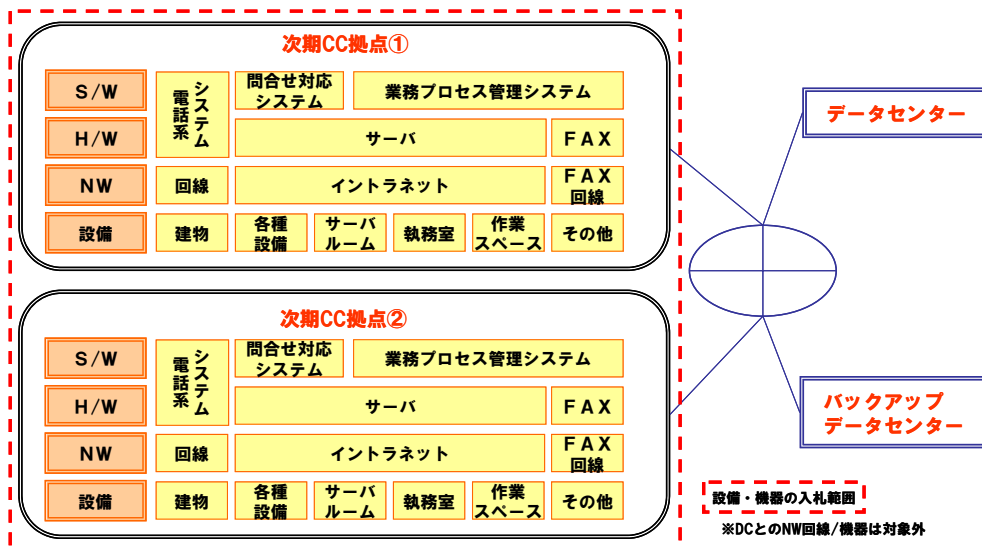 次期CC拠点①
S/W
電話系
システム
問合せ対応
システム
業務プロセス管理システム
H/W
サーバ
FAX
NW
回線
イントラネット
FAX
回線
設備
建物
各種
設備
サーバ
ルーム
執務室
作業
スペース
その他
次期CC拠点②
S/W
電話系
システム
問合せ対応
システム
業務プロセス管理システム
H/W
サーバ
FAX
NW
回線
イントラネット
FAX
回線
設備
建物
各種
設備
サーバ
ルーム
執務室
作業
スペース
その他
データセンター
バックアップ
データセンター
設備・機器の入札範囲
※DCとのNW回線/機器は対象外